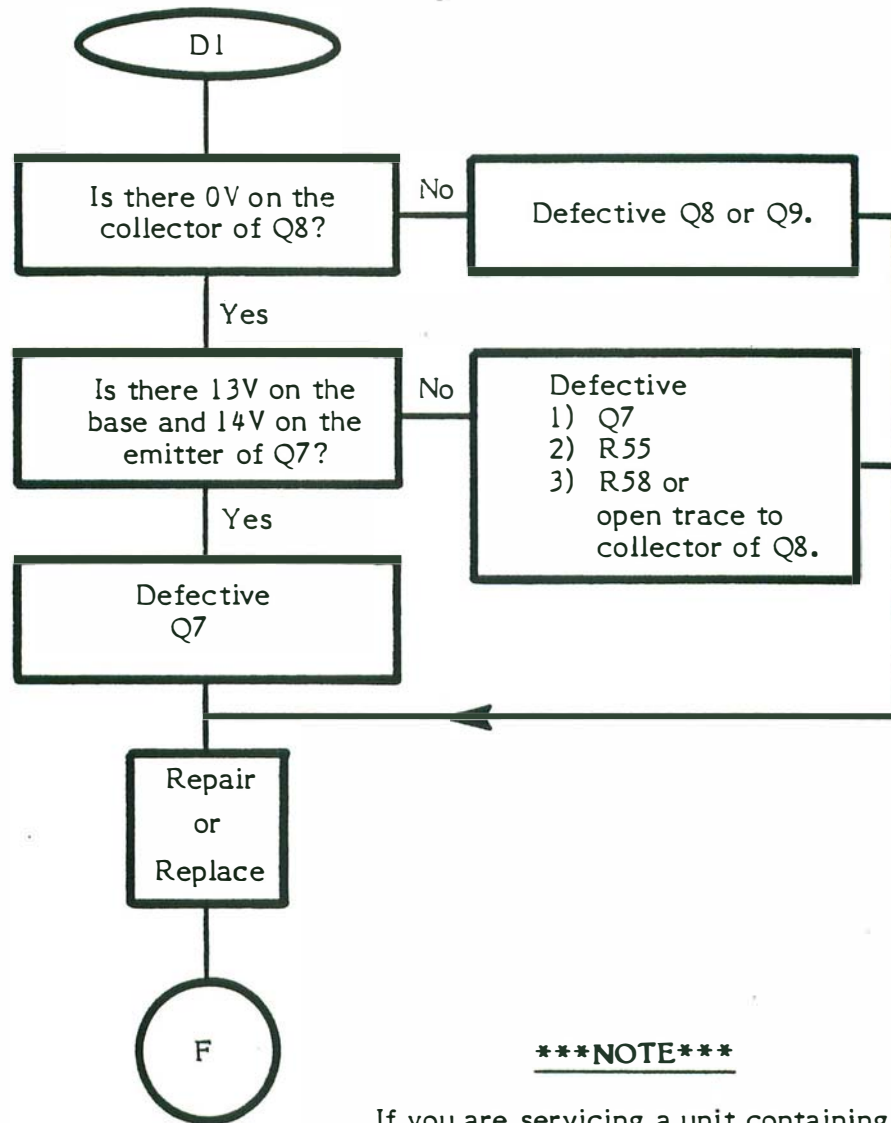 D1
Is there 0V on the
collector of Q8?
No
Defective Q8 or Q9.
Yes
Is there 13V on the
base and 14V on the
emitter of Q7?
No
Defective
1) Q7
2) R55
3) R58 or
open trace to
collector of Q8.
Yes
Defective
Q7
Repair
or
Replace
F
***NOTE***
If you are servicing a unit containing